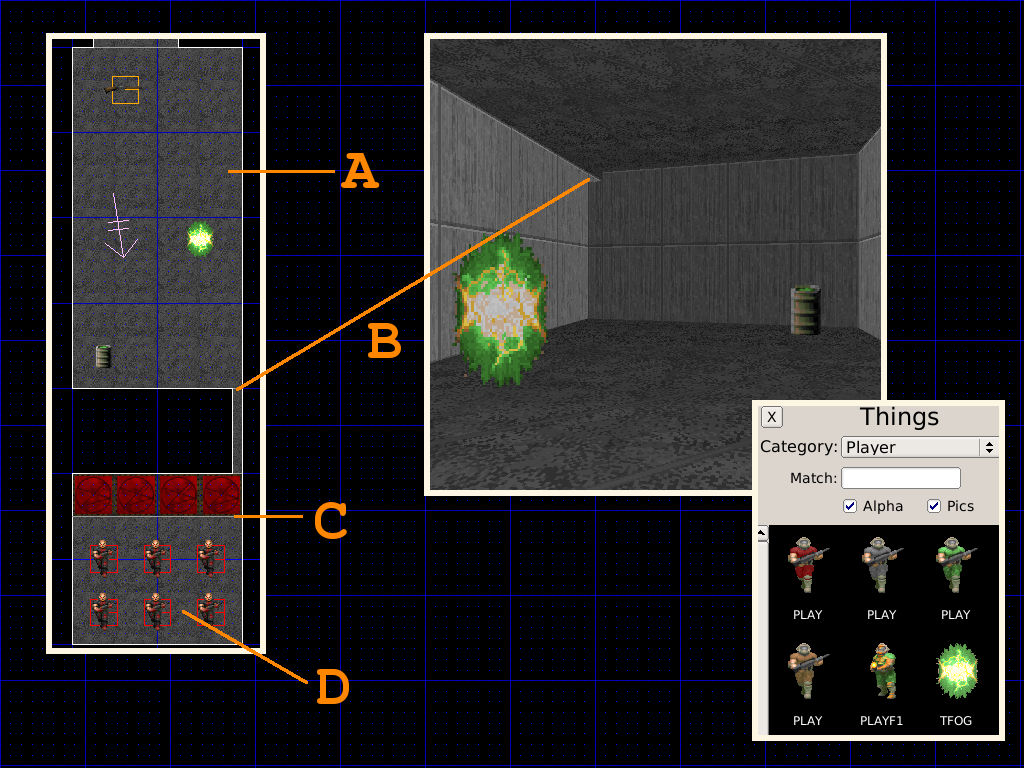 A
B
C
D
X Things
Category: Player
Match:
Alpha Pics
PLAY PLAY PLAY
PLAY PLAYF1 TFOG